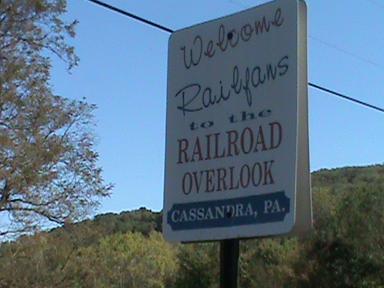 Welcome
Railfans
to the
RAILROAD
OVERLOOK
CASSANDRA, PA.